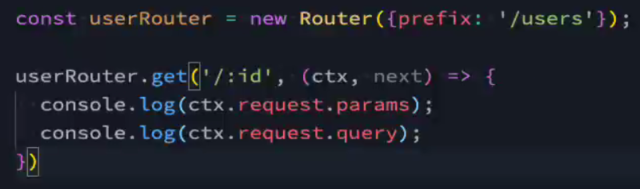 const userRouter = new Router({prefix: '/users'});
userRouter.get('/:id', (ctx, next) => {
console.log(ctx.request.params);
console.log(ctx.request.query);
})